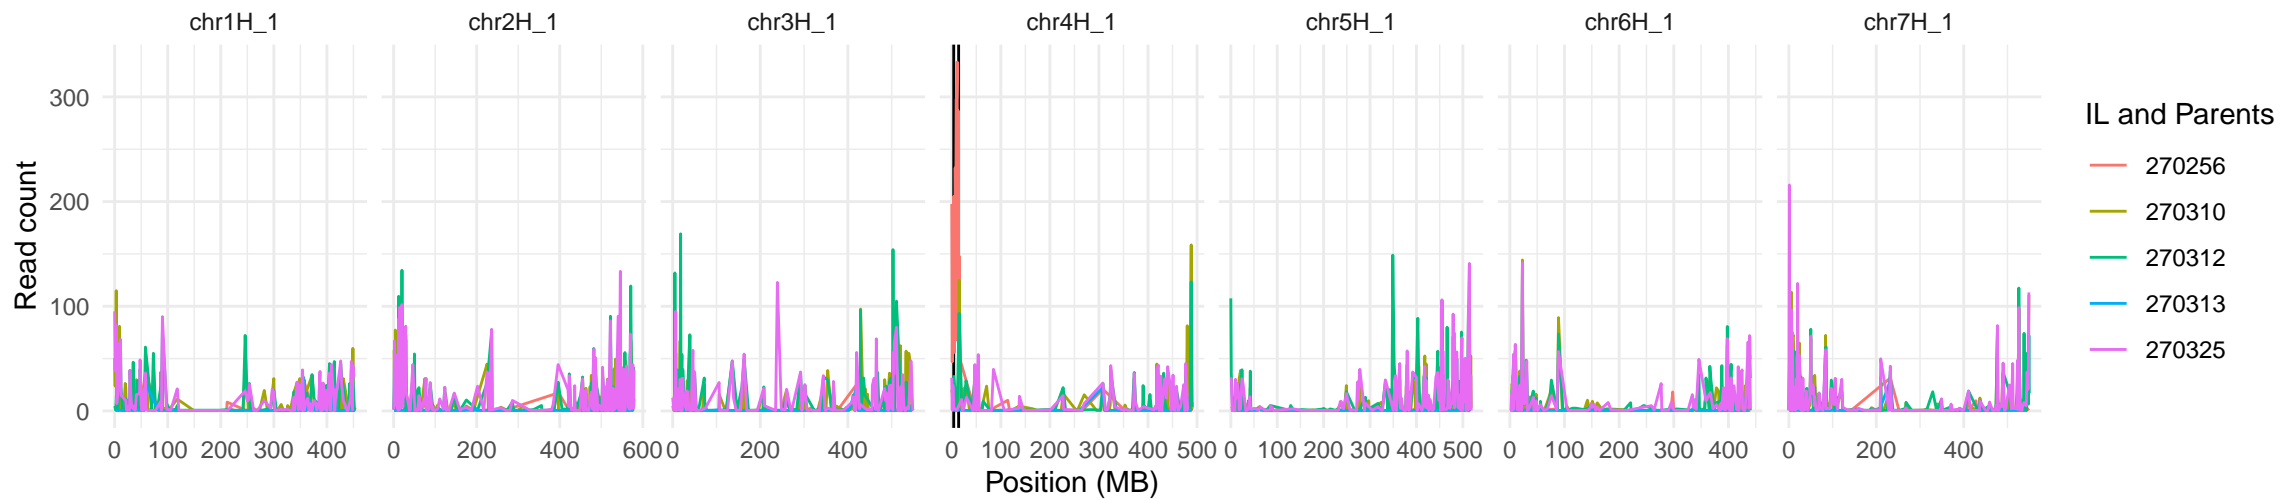 chr1H_1 chr2H_1 chr3H_1 chr4H_1 chr5H_1 chr6H_1 chr7H_1
300
200
100
0
Read count
0 100 200 300 400 0 200 400 600 0 200 400 0 100 200 300 400 500 0 100 200 300 400 500 0 100 200 300 400 0 200 400
Position (MB)
IL and Parents
270256
270310
270312
270313
270325